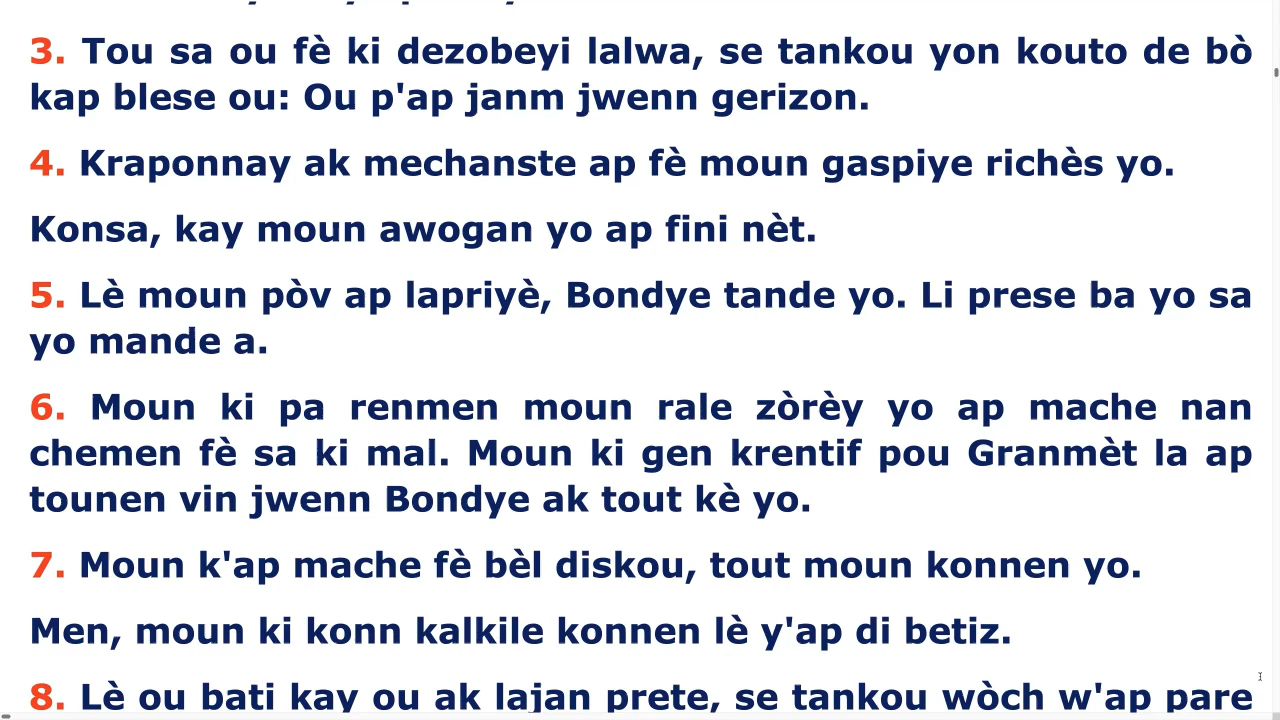 3. Tou sa ou fè ki dezobeyi lalwa, se tankou yon kouto de bò
kap blese ou: Ou p'ap janm jwenn gerizon.
4. Kraponnay ak mechanste ap fè moun gaspiye richès yo.
Konsa, kay moun awogan yo ap fini nèt.
5. Lè moun pòv ap lapriyè, Bondye tande yo. Li prese ba yo sa
yo mande a.
6. Moun ki pa renmen moun rale zòrèy yo ap mache nan
chemen fè sa ki mal. Moun ki gen krentif pou Granmèt la ap
tounen vin jwenn Bondye ak tout kè yo.
7. Moun k'ap mache fè bèl diskou, tout moun konnen yo.
Men, moun ki konn kalkile konnen lè y'ap di betiz.
8. Lè ou bati kay ou ak lajan prete, se tankou wòch w'ap pare